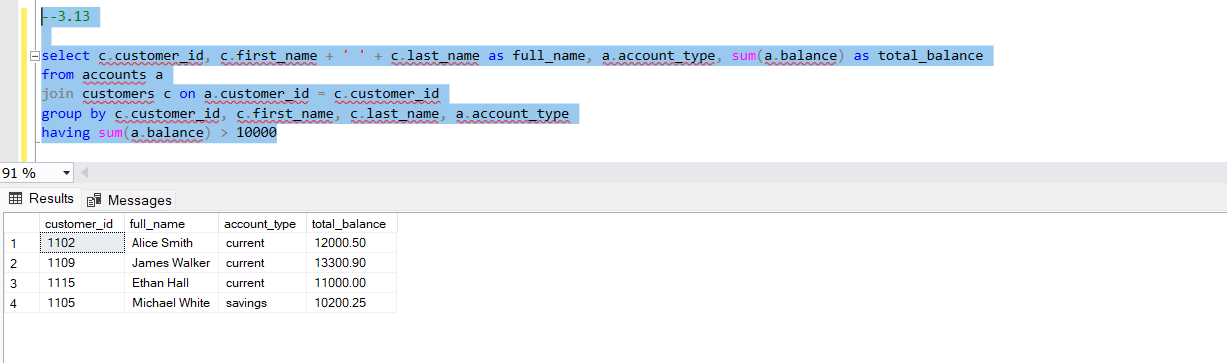 --3.13
select c.customer_id, c.first_name + ' ' + c.last_name as full_name, a.account_type, sum(a.balance) as total_balance
from accounts a
join customers c on a.customer_id = c.customer_id
group by c.customer_id, c.first_name, c.last_name, a.account_type
having sum(a.balance) > 10000
91 %
Results Messages
customer_id full_name account_type total_balance
1 1102 Alice Smith current 12000.50
2 1109 James Walker current 13300.90
3 1115 Ethan Hall current 11000.00
4 1105 Michael White savings 10200.25